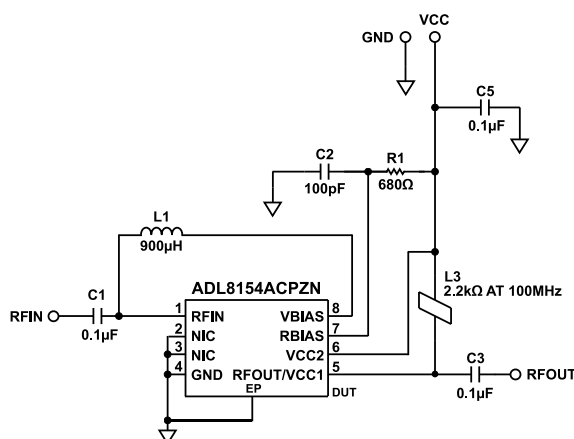 VCC
GND
C5
0.1µF
C2
100pF
R1
680Ω
L1
900µH
L3
2.2kΩ AT 100MHz
ADL8154ACPZN
RFIN
C1
0.1µF
1 RFIN
2 NIC
3 NIC
4 GND
VBIAS 8
RBIAS 7
VCC2 6
RFOUT/VCC1 5
EP
DUT
C3
0.1µF
RFOUT